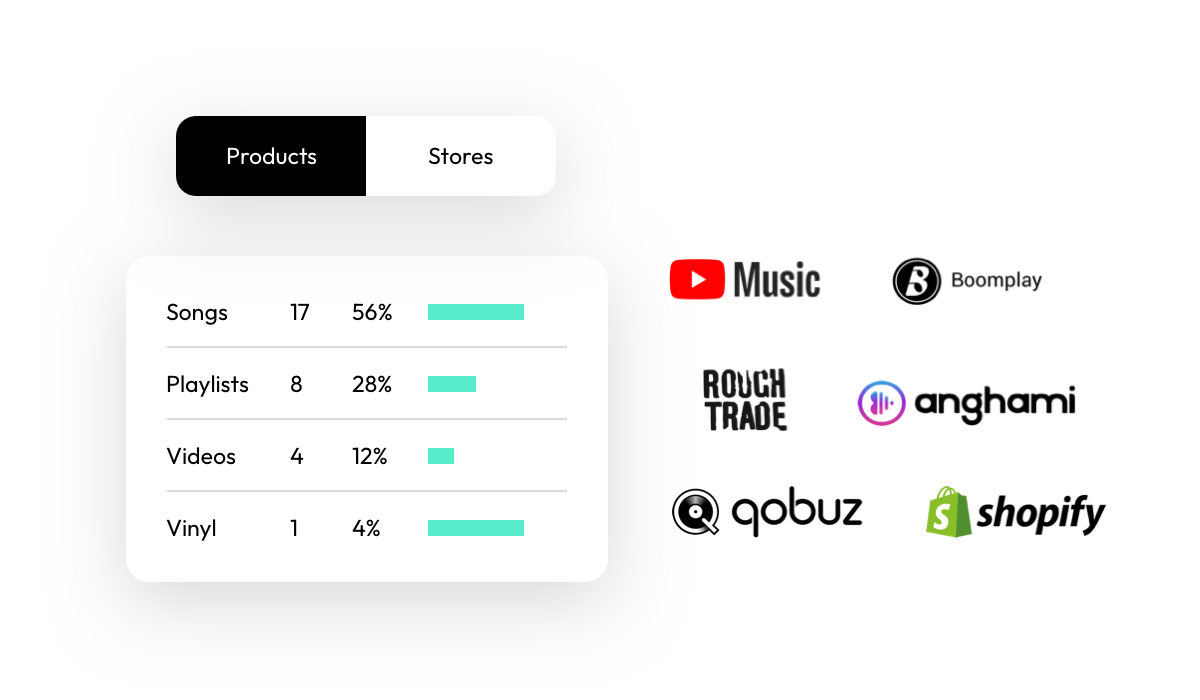 Products Stores
Songs 17 56%
Playlists 8 28%
Videos 4 12%
Vinyl 1 4%
Music
Boomplay
ROUGH
TRADE
anghami
qobuz
shopify